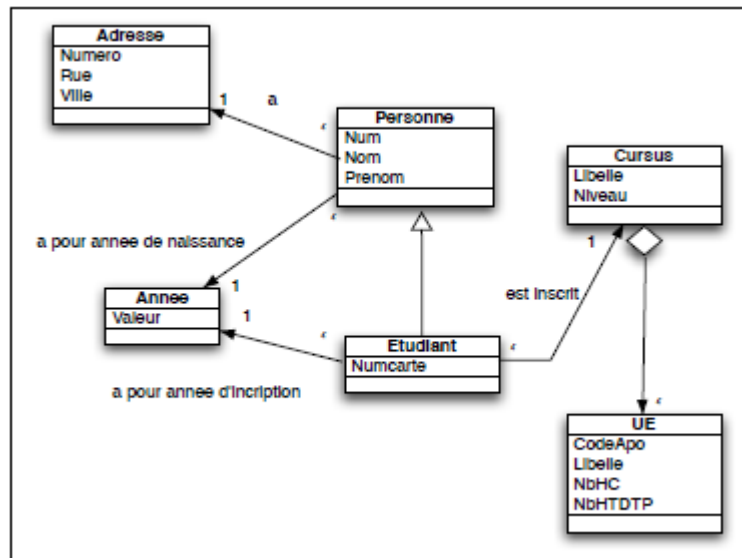 Adresse
Numero
Rue
Ville
1
a
Personne
Num
Nom
Prenom
Cursus
Libelle
Niveau
1
a pour annee de naissance
1
Annee
Valeur
1
est inscrit
Etudiant
Numcarte
a pour annee d'incription
UE
CodeApo
Libelle
NbHC
NbHTDTP